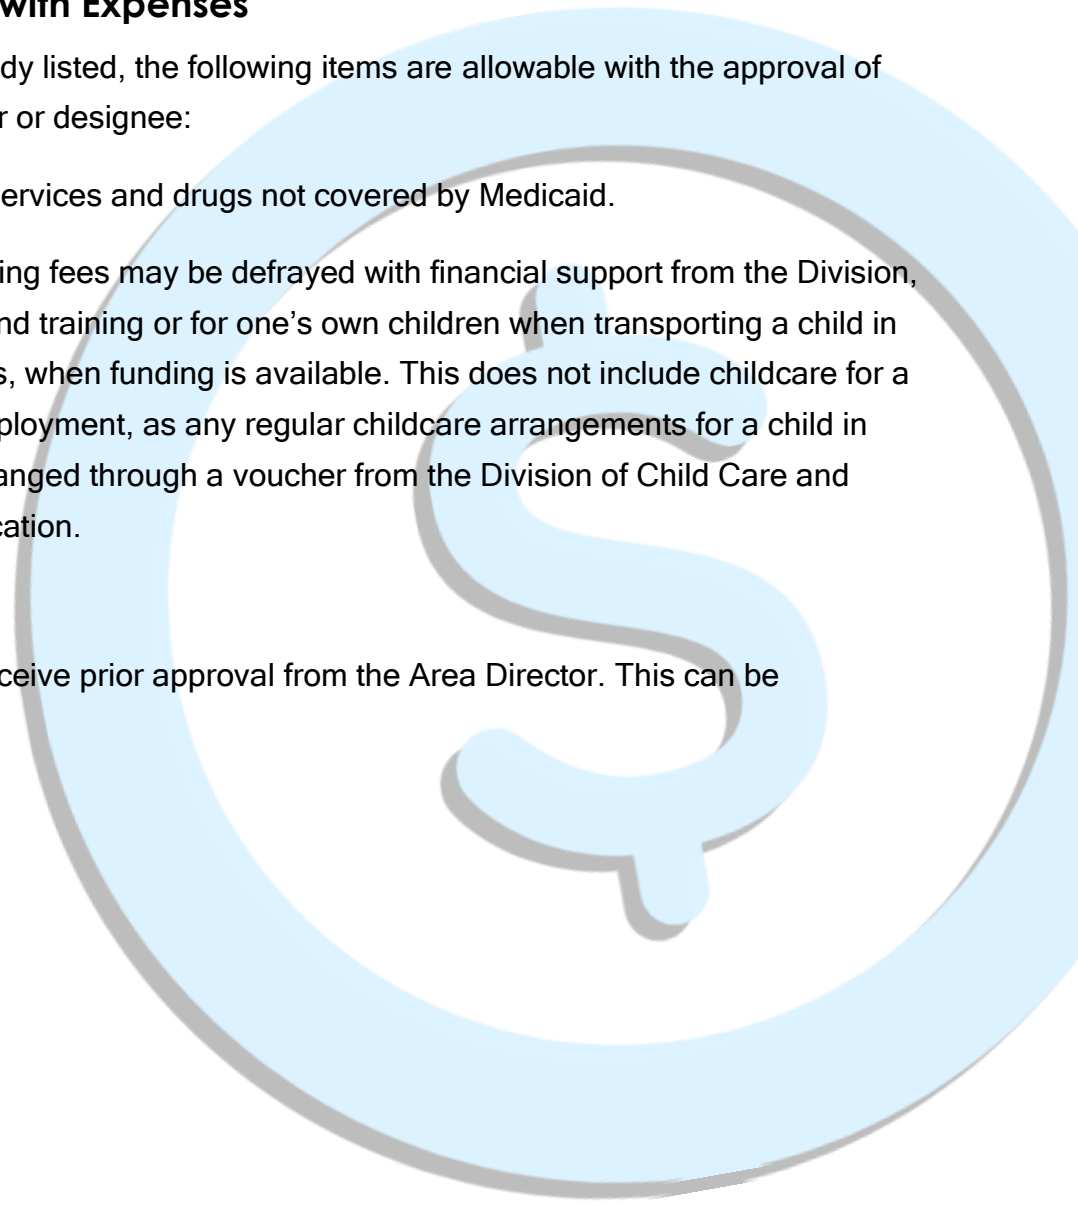 with Expenses
dy listed, the following items are allowable with the approval of
r or designee:
ervices and drugs not covered by Medicaid.
ing fees may be defrayed with financial support from the Division,
nd training or for one’s own children when transporting a child in
s, when funding is available. This does not include childcare for a
ployment, as any regular childcare arrangements for a child in
anged through a voucher from the Division of Child Care and
cation.
ceive prior approval from the Area Director. This can be
$